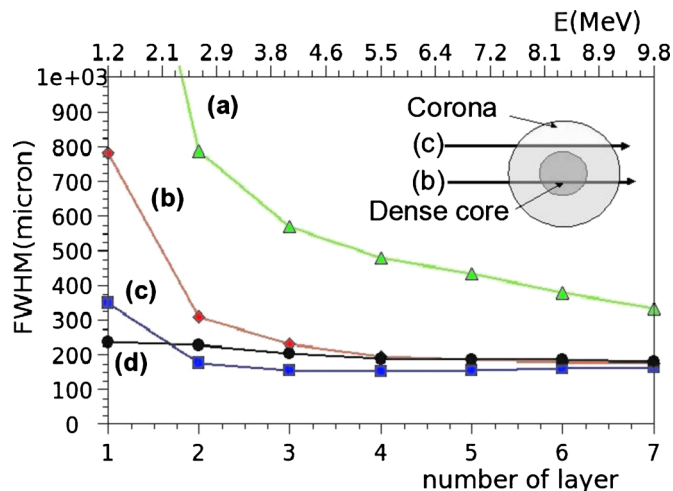 E(MeV)
1.2 2.1 2.9 3.8 4.6 5.5 6.4 7.2 8.1 8.9 9.8
1e+03
900
800
700
600
500
400
300
200
100
0
FWHM(micron)
(a)
(b)
(c)
(d)
Corona
(c)
(b)
Dense core
1 2 3 4 5 6 7
number of layer